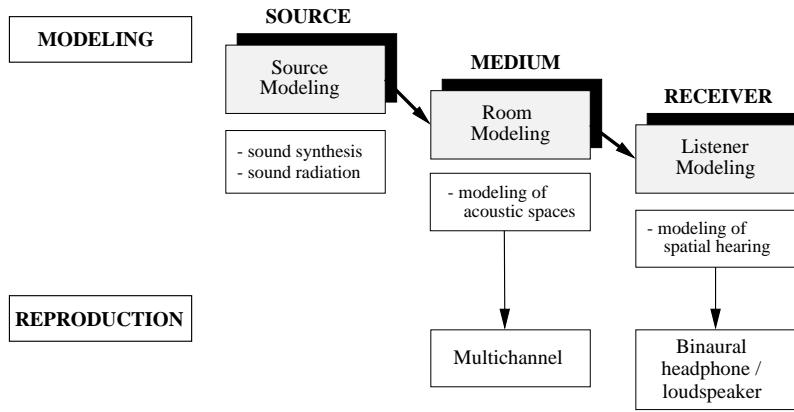 MODELING
SOURCE
Source
Modeling
- sound synthesis
- sound radiation
MEDIUM
Room
Modeling
- modeling of
acoustic spaces
RECEIVER
Listener
Modeling
- modeling of
spatial hearing
REPRODUCTION
Multichannel
Binaural
headphone /
loudspeaker